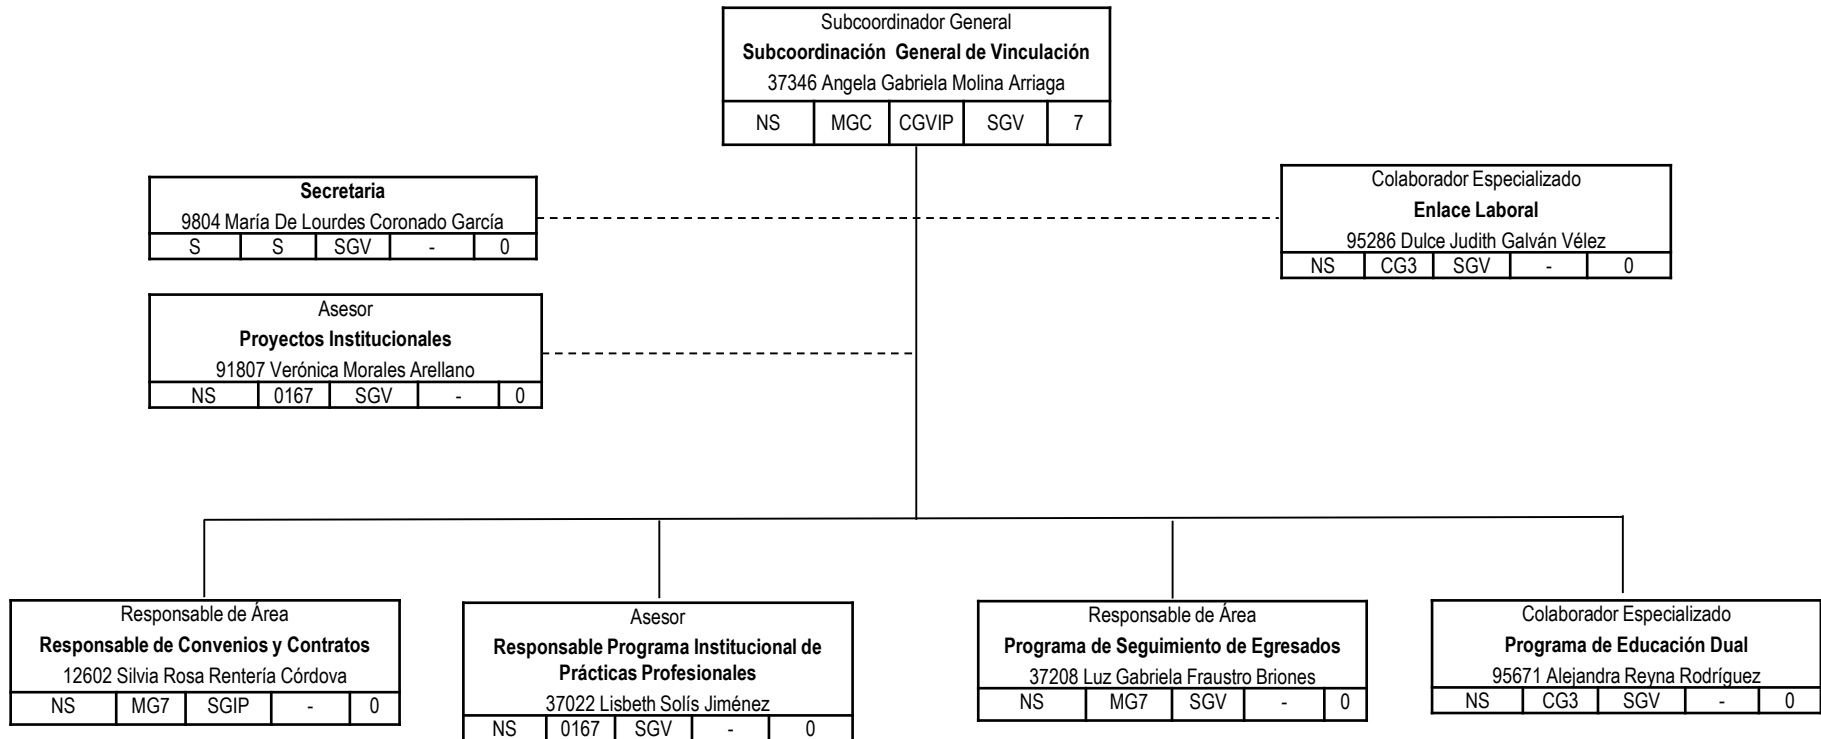 Subcoordinador General
Subcoordinación General de Vinculación
37346 Angela Gabriela Molina Arriaga
NS MGC CGVIP SGV 7
Secretaria
9804 María De Lourdes Coronado García
S S SGV - 0
Colaborador Especializado
Enlace Laboral
95286 Dulce Judith Galván Vélez
NS CG3 SGV - 0
Asesor
Proyectos Institucionales
91807 Verónica Morales Arellano
NS 0167 SGV - 0
Responsable de Área
Responsable de Convenios y Contratos
12602 Silvia Rosa Rentería Córdova
NS MG7 SGIP - 0
Asesor
Responsable Programa Institucional de
Prácticas Profesionales
37022 Lisbeth Solís Jiménez
NS 0167 SGV - 0
Responsable de Área
Programa de Seguimiento de Egresados
37208 Luz Gabriela Fraustro Briones
NS MG7 SGV - 0
Colaborador Especializado
Programa de Educación Dual
95671 Alejandra Reyna Rodríguez
NS CG3 SGV - 0